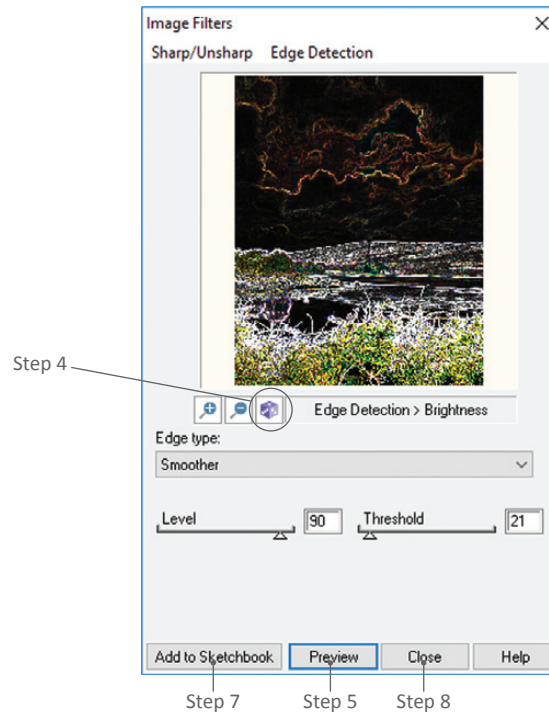 Image Filters
Sharp/Unsharp Edge Detection
Step 4
Edge Detection > Brightness
Edge type:
Smoother
Level 90 Threshold 21
Add to Sketchbook Preview Close Help
Step 7 Step 5 Step 8